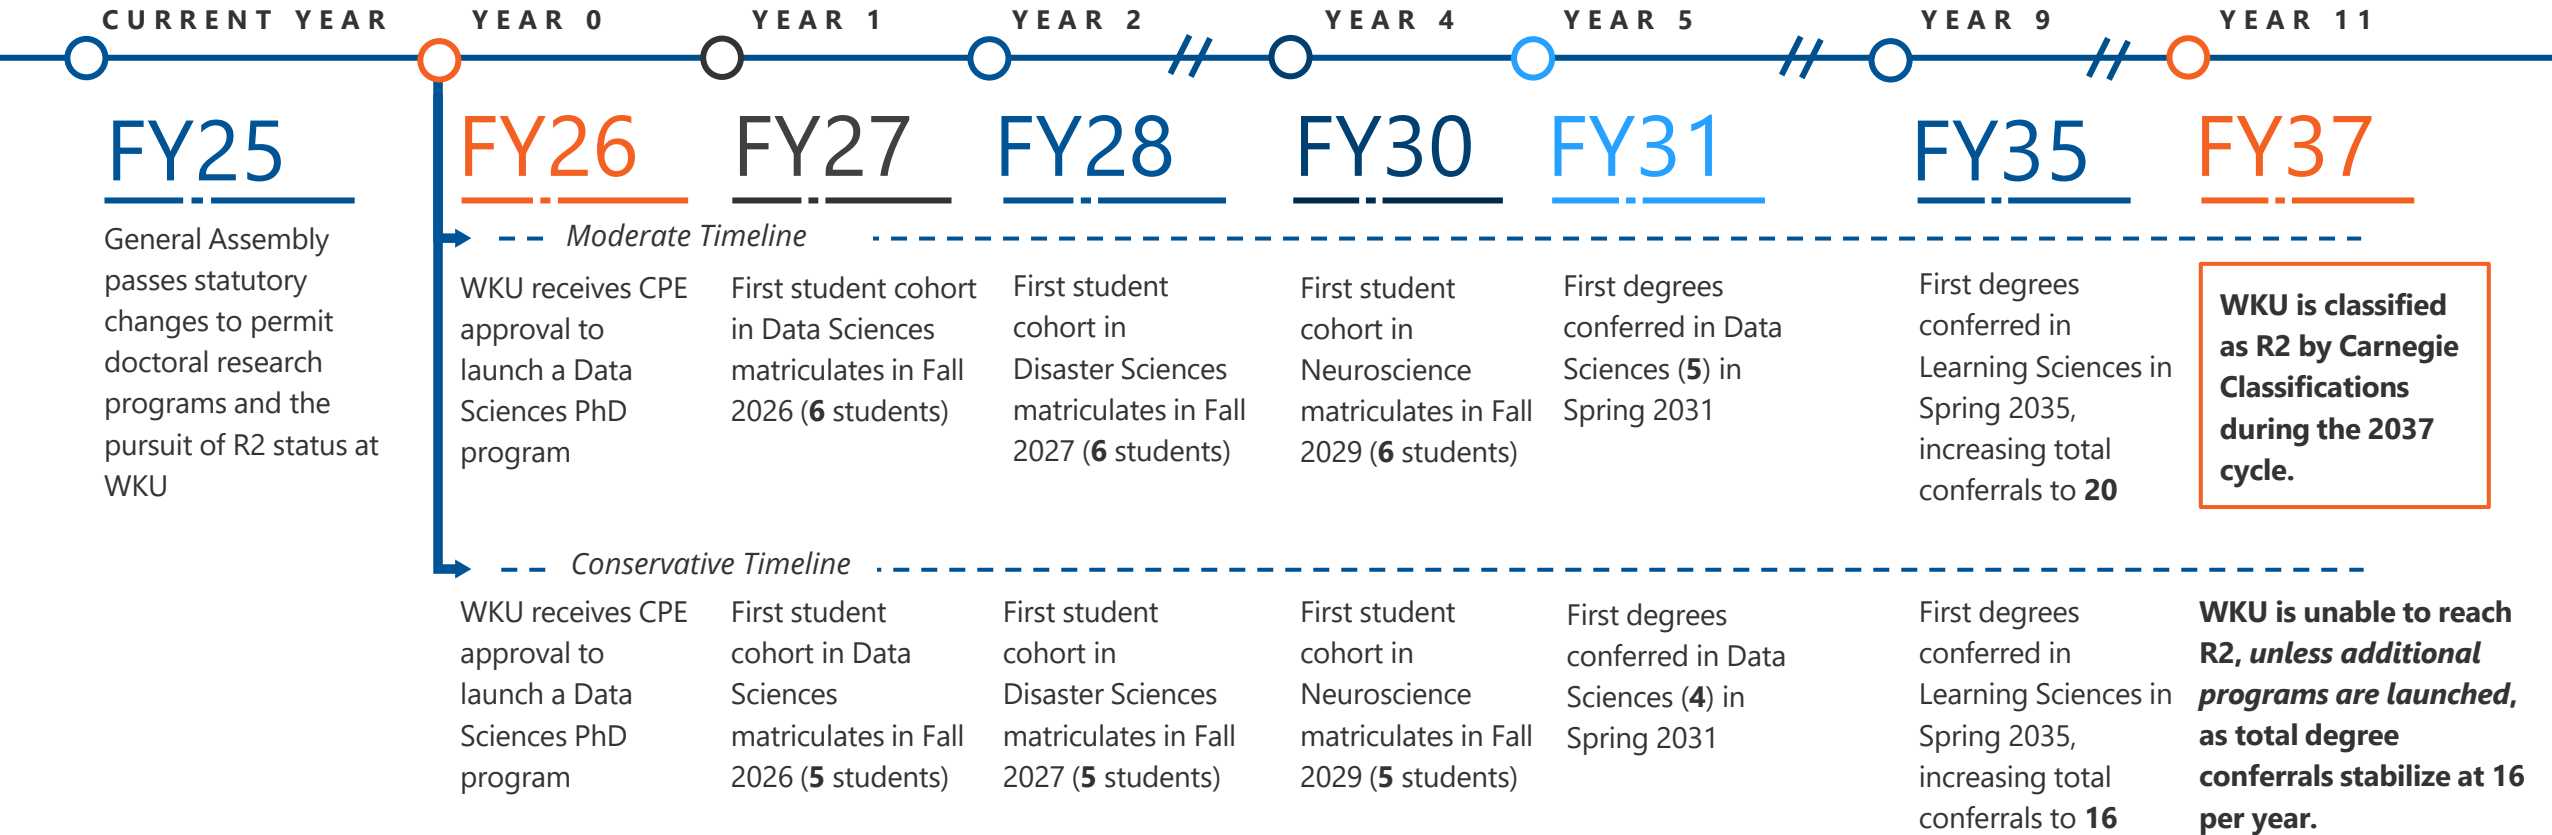 CURRENT YEAR
YEAR 0
YEAR 1
YEAR 2
YEAR 4
YEAR 5
YEAR 9
YEAR 11
FY25
FY26
FY27
FY28
FY30
FY31
FY35
FY37
General Assembly
passes statutory
changes to permit
doctoral research
programs and the
pursuit of R2 status at
WKU
Moderate Timeline
WKU receives CPE
approval to
launch a Data
Sciences PhD
program
First student cohort
in Data Sciences
matriculates in Fall
2026 (6 students)
First student
cohort in
Disaster Sciences
matriculates in Fall
2027 (6 students)
First student
cohort in
Neuroscience
matriculates in Fall
2029 (6 students)
First degrees
conferred in Data
Sciences (5) in
Spring 2031
First degrees
conferred in
Learning Sciences in
Spring 2035,
increasing total
conferrals to 20
WKU is classified
as R2 by Carnegie
Classifications
during the 2037
cycle.
Conservative Timeline
WKU receives CPE
approval to
launch a Data
Sciences PhD
program
First student
cohort in Data
Sciences
matriculates in Fall
2026 (5 students)
First student
cohort in
Disaster Sciences
matriculates in Fall
2027 (5 students)
First student
cohort in
Neuroscience
matriculates in Fall
2029 (5 students)
First degrees
conferred in Data
Sciences (4) in
Spring 2031
First degrees
conferred in
Learning Sciences in
Spring 2035,
increasing total
conferrals to 16
WKU is unable to reach
R2, unless additional
programs are launched,
as total degree
conferrals stabilize at 16
per year.